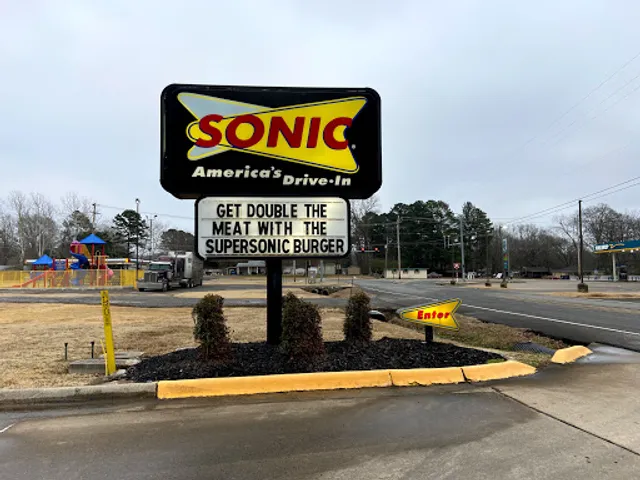 SONIC
America's Drive-In
GET DOUBLE THE
MEAT WITH THE
SUPERSONIC BURGER
Enter